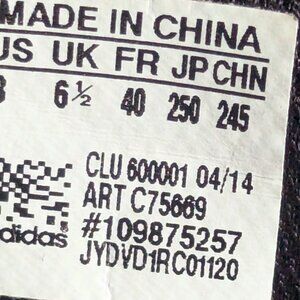 MADE IN CHINA
US UK FR JP CHN
6½ 40 250 245
CLU 600001 04/14
ART C75669
#109875257
adidas
JYDVD1RC01120